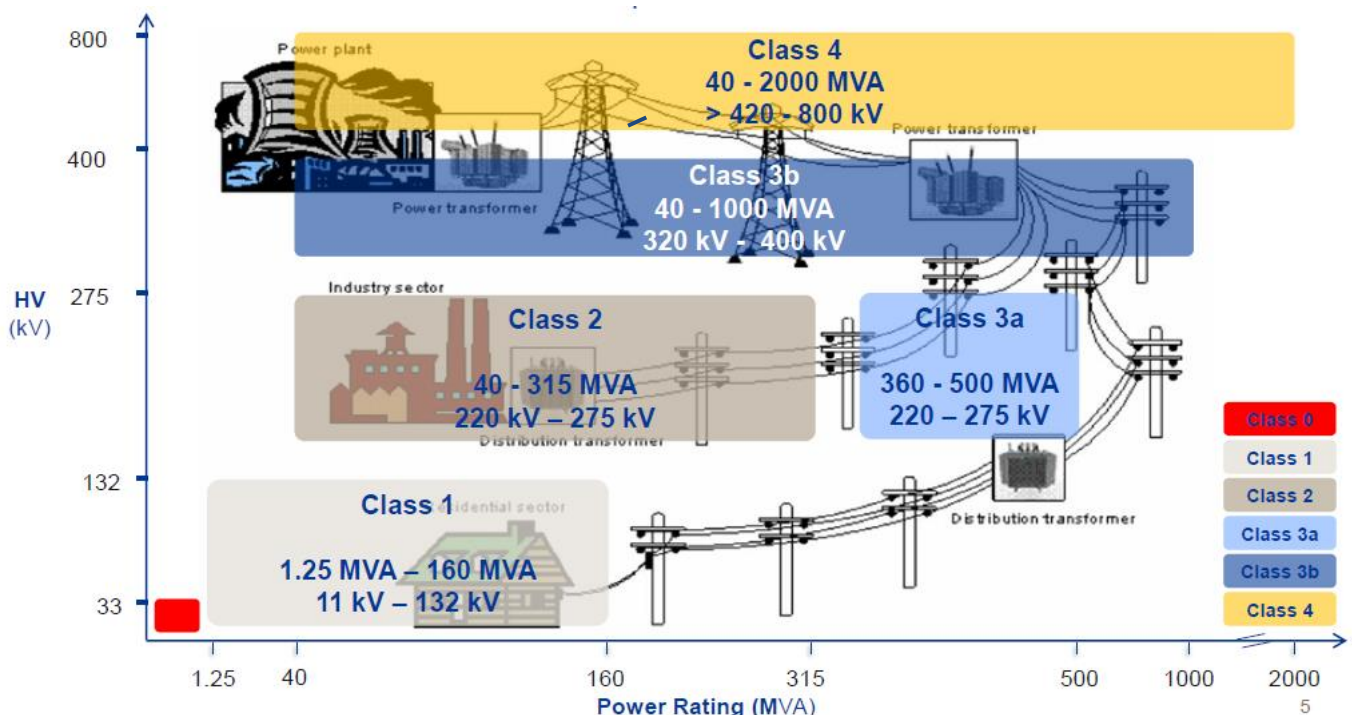 800
Power plant
Class 4
40 - 2000 MVA
> 420 - 800 kV
Power transformer
400
Class 3b
Power transformer
40 - 1000 MVA
320 kV - 400 kV
HV
(kV)
275
Industry sector
Class 2
Class 3a
40 - 315 MVA
220 kV – 275 kV
360 - 500 MVA
220 – 275 kV
Distribution transformer
Class 0
Class 1
Class 2
Class 3a
Class 3b
Class 4
132
Class 1
sidential sector
Distribution transformer
1.25 MVA – 160 MVA
11 kV – 132 kV
33
1.25
40
160
315
500
1000
2000
Power Rating (MVA)
5